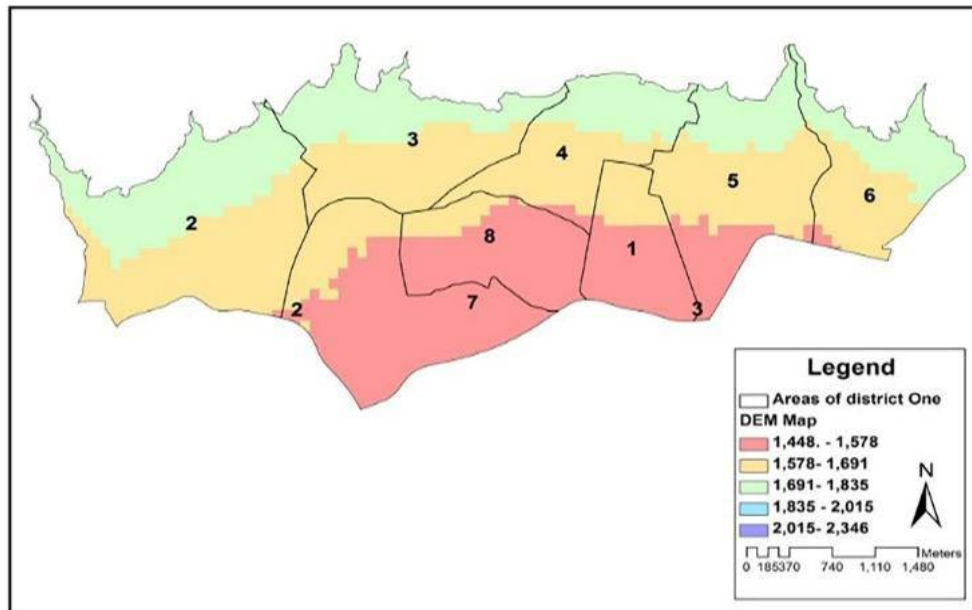 3
4
5
6
2
8
1
2
7
3
Legend
Areas of district One
DEM Map
1,448. - 1,578
1,578- 1,691
1,691- 1,835
1,835 - 2,015
2,015- 2,346
N
Meters
0 185370 740 1,110 1,480